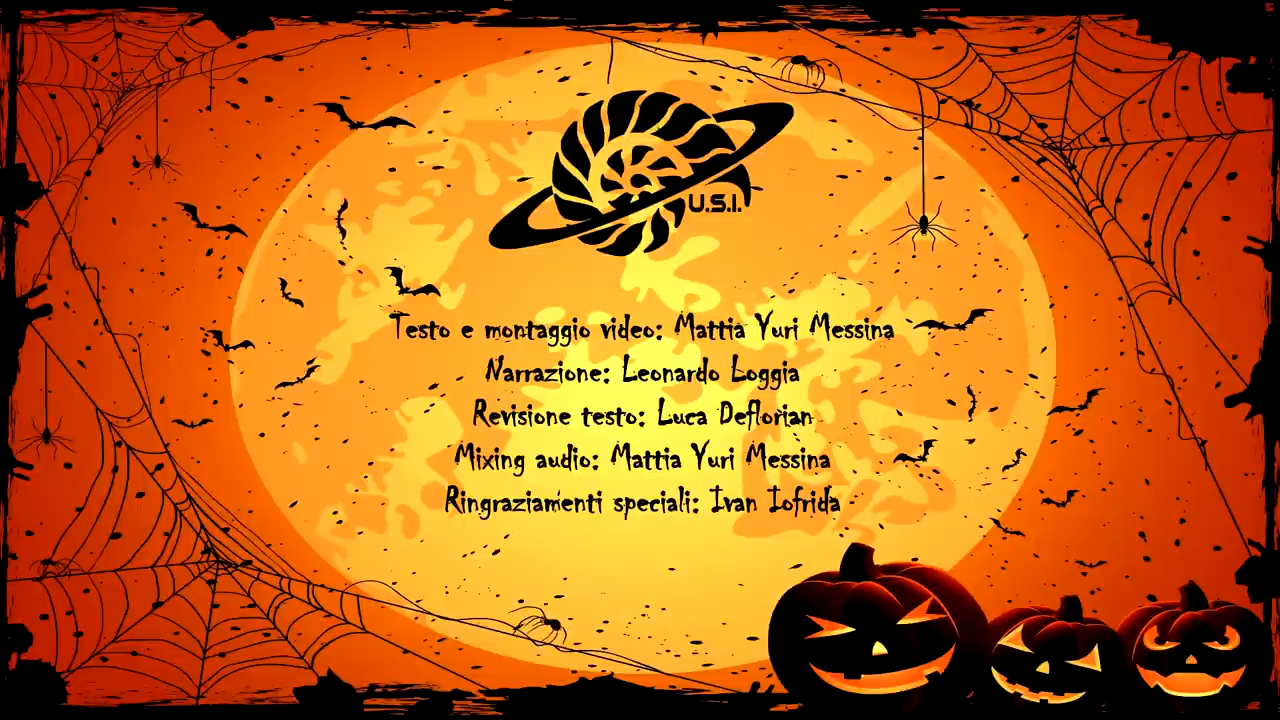 U.S.I.
Testo e montaggio video: Mattia Yuri Messina
Narrazione: Leonardo Loggia
Revisione testo: Luca Deflorian
Mixing audio: Mattia Yuri Messina
Ringraziamenti speciali: Ivan Iofrida